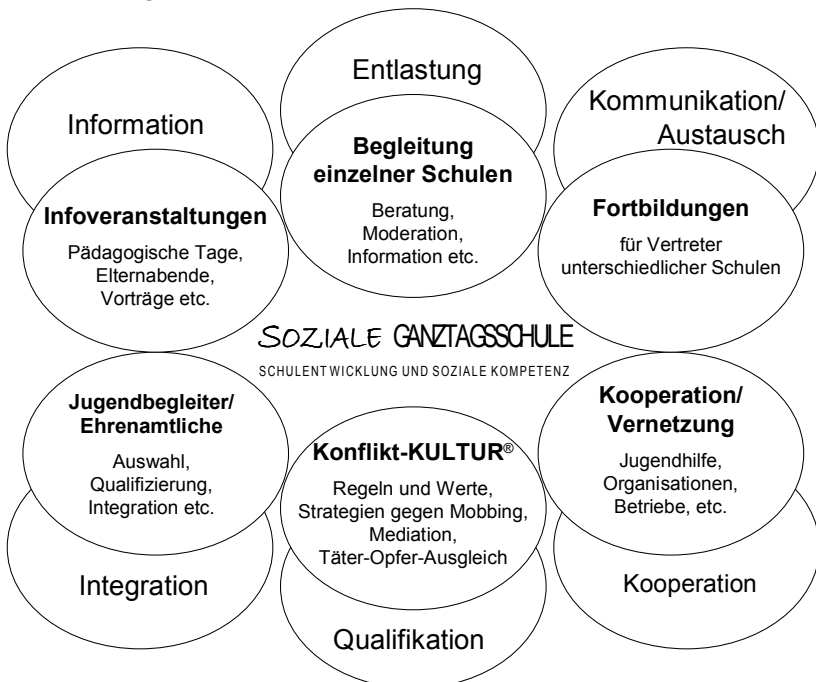 Information
Infoveranstaltungen
Pädagogische Tage,
Elternabende,
Vorträge etc.
Entlastung
Begleitung
einzelner Schulen
Beratung,
Moderation,
Information etc.
Kommunikation/
Austausch
Fortbildungen
für Vertreter
unterschiedlicher Schulen
SOZIALE GANZTAGSSCHULE
SCHULENTWICKLUNG UND SOZIALE KOMPETENZ
Jugendbegleiter/
Ehrenamtliche
Auswahl,
Qualifizierung,
Integration etc.
Integration
Konflikt-KULTUR®
Regeln und Werte,
Strategien gegen Mobbing,
Mediation,
Täter-Opfer-Ausgleich
Qualifikation
Kooperation/
Vernetzung
Jugendhilfe,
Organisationen,
Betriebe, etc.
Kooperation